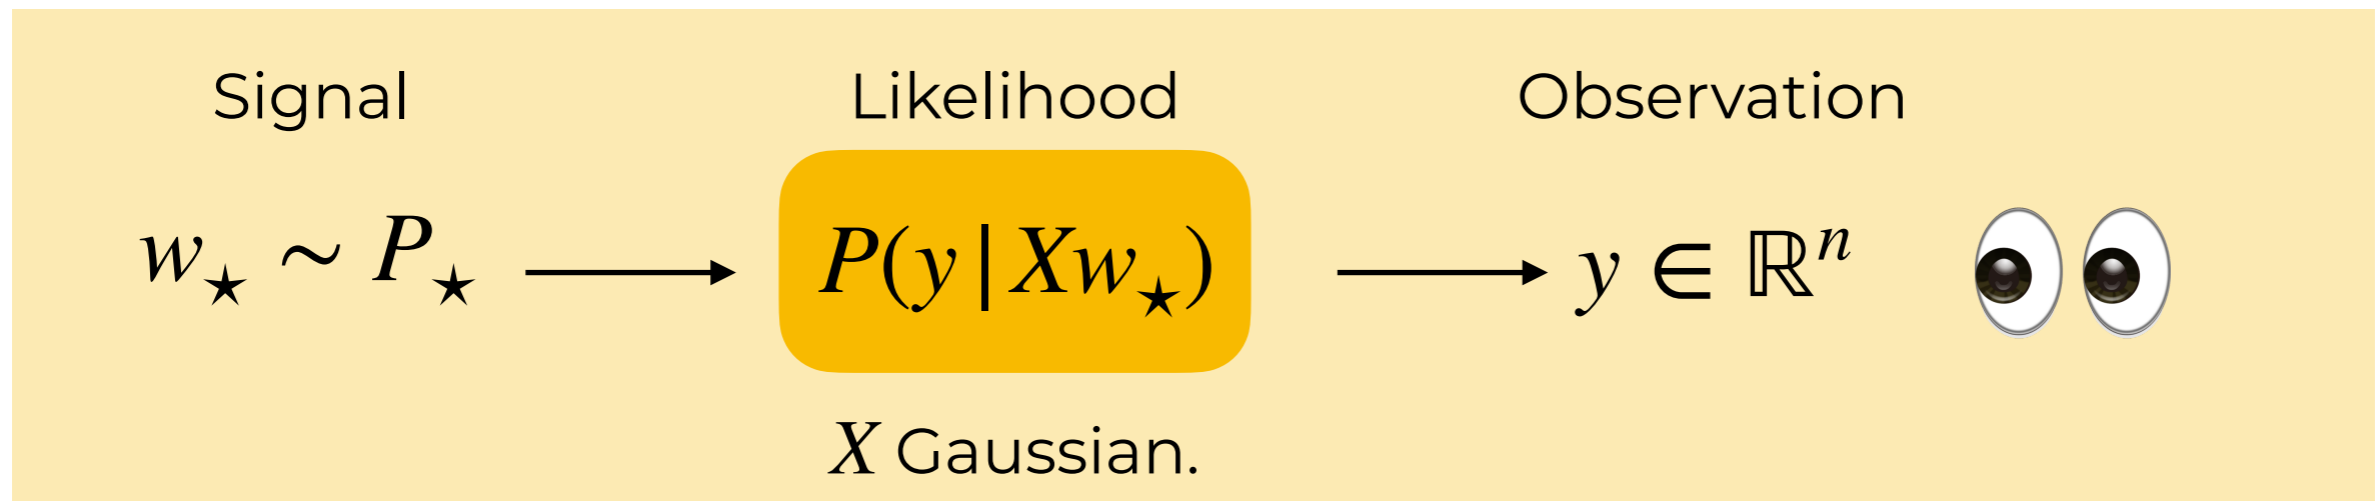 Signal Likelihood Observation
w⋆ ∼ P⋆ P(y | Xw⋆) y ∈ ℝⁿ
X Gaussian.